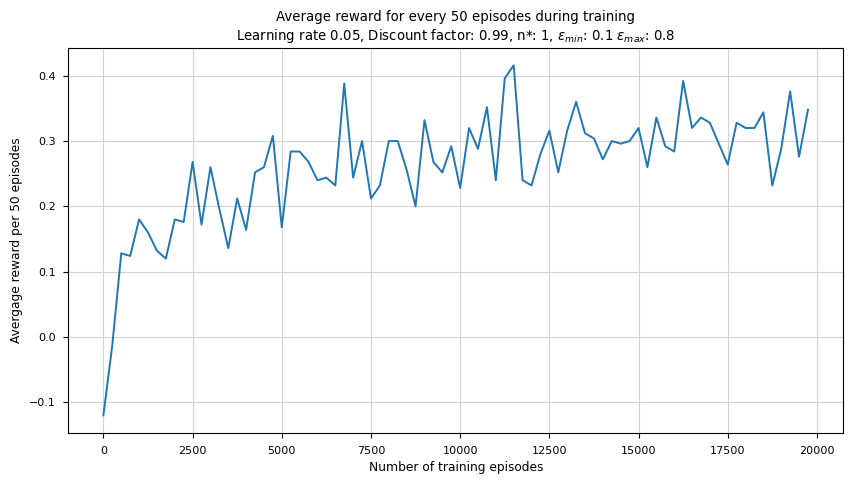 Average reward for every 50 episodes during training
Learning rate 0.05, Discount factor: 0.99, n*: 1, ε_min: 0.1 ε_max: 0.8
Avergage reward per 50 episodes
0.4
0.3
0.2
0.1
0.0
−0.1
0 2500 5000 7500 10000 12500 15000 17500 20000
Number of training episodes